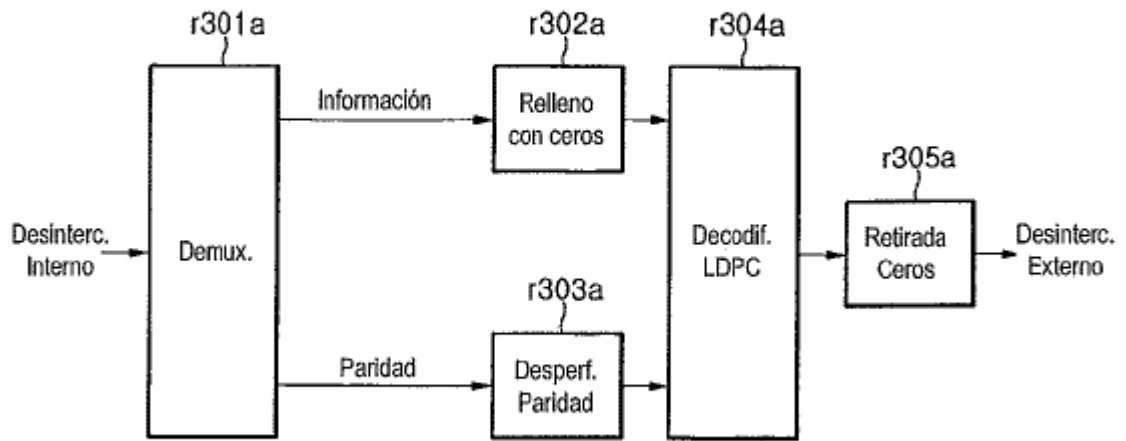 r301a
r302a
r304a
Información
Relleno
con ceros
r305a
Desinterc.
Interno
Demux.
Decodif.
LDPC
Retirada
Ceros
Desinterc.
Externo
r303a
Paridad
Desperf.
Paridad